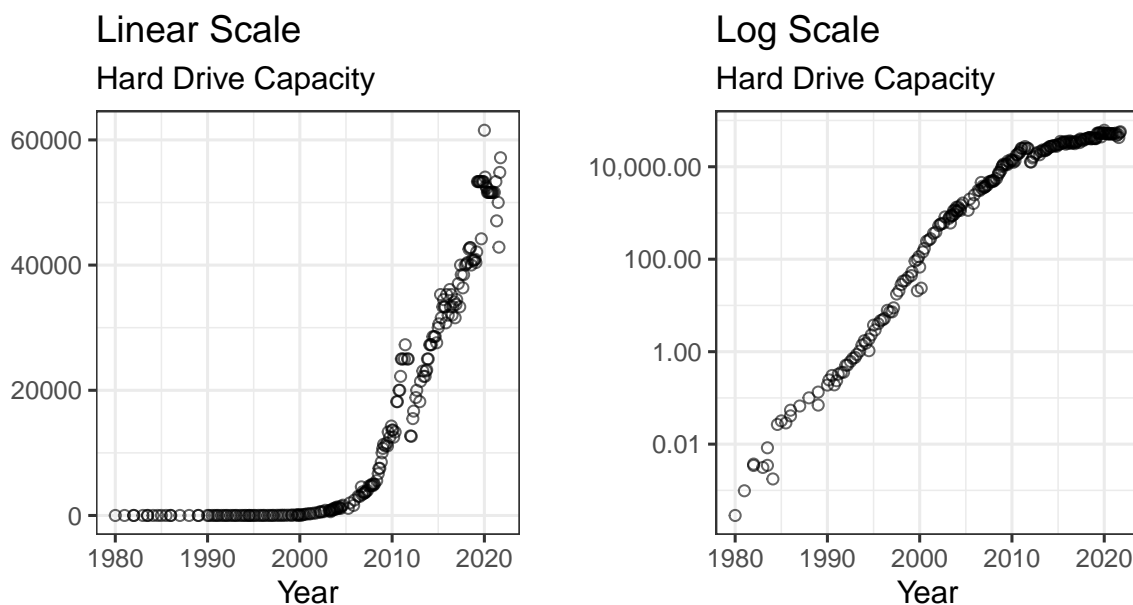 Linear Scale
Hard Drive Capacity
60000
40000
20000
0
1980 1990 2000 2010 2020
Year
Log Scale
Hard Drive Capacity
10,000.00
100.00
1.00
0.01
1980 1990 2000 2010 2020
Year